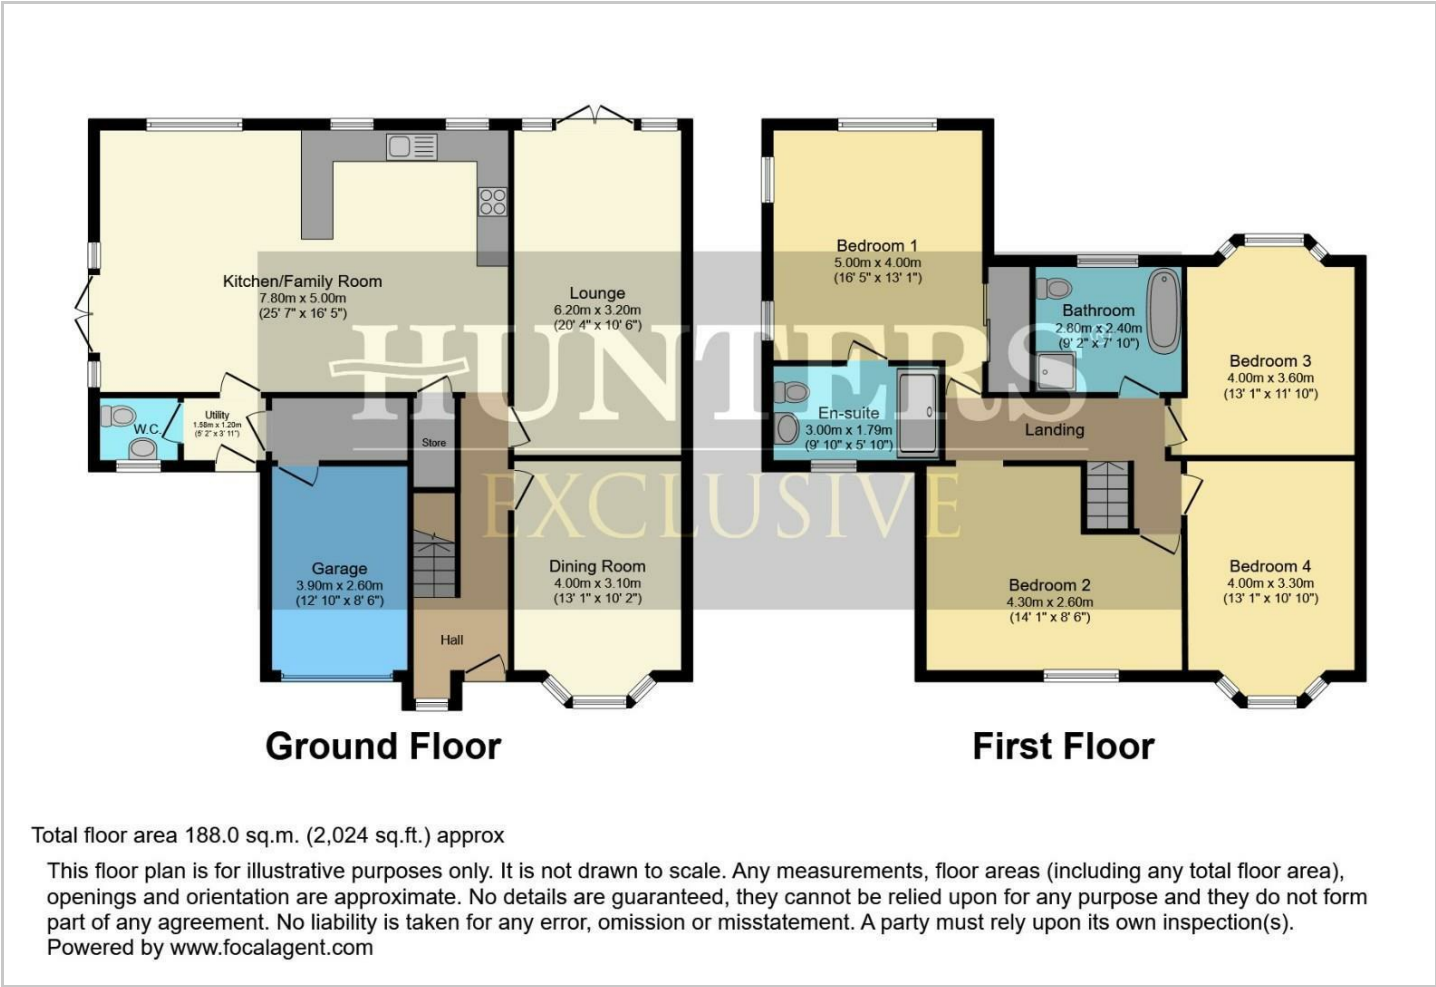 Kitchen/Family Room
7.80m x 5.00m
(25' 7" x 16' 5")
Lounge
6.20m x 3.20m
(20' 4" x 10' 6")
W.C.
Utility
1.58m x 1.20m
(5' 2" x 3' 11")
Store
Garage
3.90m x 2.60m
(12' 10" x 8' 6")
Hall
Dining Room
4.00m x 3.10m
(13' 1" x 10' 2")
Bedroom 1
5.00m x 4.00m
(16' 5" x 13' 1")
Bathroom
2.80m x 2.40m
(9' 2" x 7' 10")
Bedroom 3
4.00m x 3.60m
(13' 1" x 11' 10")
En-suite
3.00m x 1.79m
(9' 10" x 5' 10")
Landing
Bedroom 2
4.30m x 2.60m
(14' 1" x 8' 6")
Bedroom 4
4.00m x 3.30m
(13' 1" x 10' 10")
HUNTERS
EXCLUSIVE
Ground Floor
First Floor
Total floor area 188.0 sq.m. (2,024 sq.ft.) approx
This floor plan is for illustrative purposes only. It is not drawn to scale. Any measurements, floor areas (including any total floor area),
openings and orientation are approximate. No details are guaranteed, they cannot be relied upon for any purpose and they do not form
part of any agreement. No liability is taken for any error, omission or misstatement. A party must rely upon its own inspection(s).
Powered by www.focalagent.com